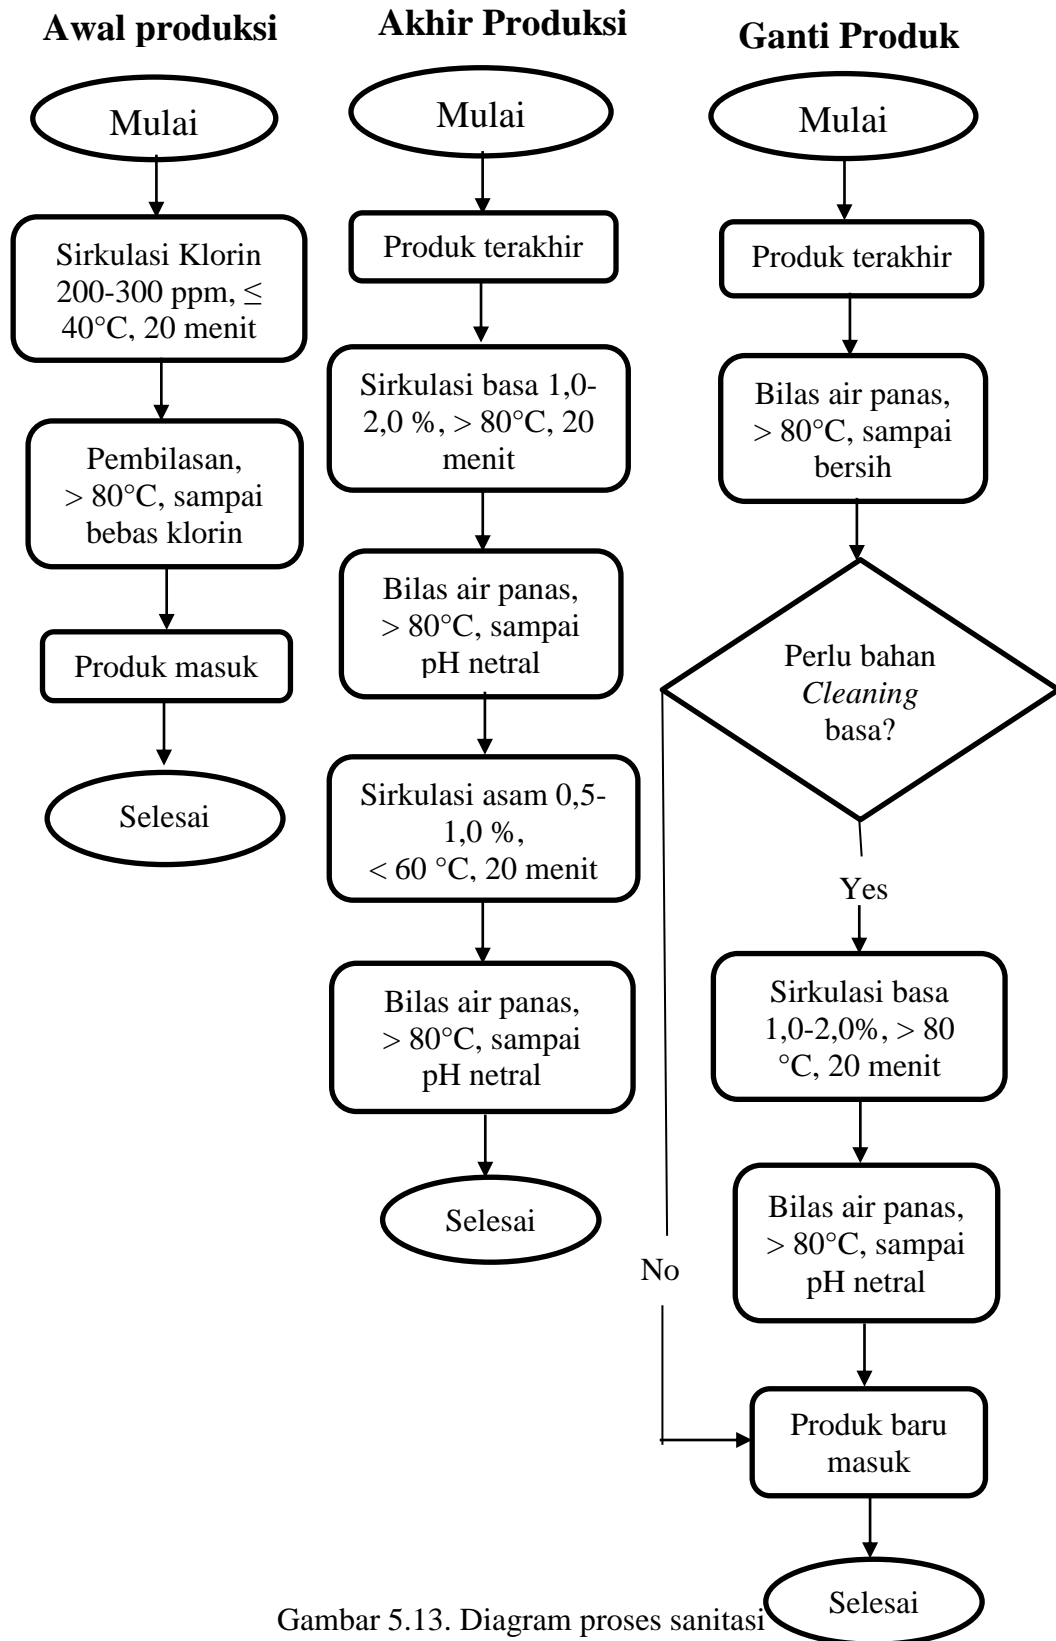 Awal produksi
Mulai
Sirkulasi Klorin
200-300 ppm, ≤
40°C, 20 menit
Pembilasan,
> 80°C, sampai
bebas klorin
Produk masuk
Selesai
Akhir Produksi
Mulai
Produk terakhir
Sirkulasi basa 1,0-
2,0 %, > 80°C, 20
menit
Bilas air panas,
> 80°C, sampai
pH netral
Sirkulasi asam 0,5-
1,0 %,
< 60 °C, 20 menit
Bilas air panas,
> 80°C, sampai
pH netral
Selesai
Ganti Produk
Mulai
Produk terakhir
Bilas air panas,
> 80°C, sampai
bersih
Perlu bahan
Cleaning
basa?
Yes
Sirkulasi basa
1,0-2,0%, > 80
°C, 20 menit
Bilas air panas,
> 80°C, sampai
pH netral
No
Produk baru
masuk
Selesai
Gambar 5.13. Diagram proses sanitasi